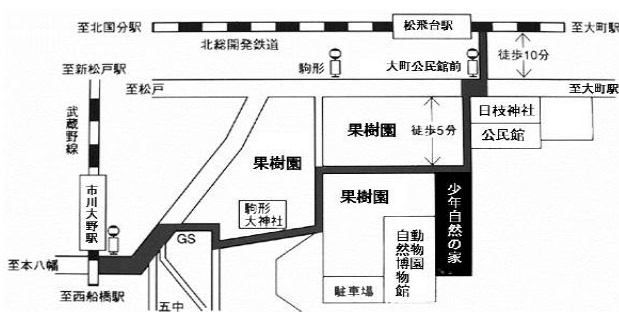 至北国分駅
松飛台駅
至大町駅
北総開発鉄道
徒歩10分
至新松戸駅
駒形
大町公民館前
至松戸
至大町駅
武蔵野線
果樹園
徒歩5分
日枝神社
公民館
果樹園
市川大野駅
駒形
大神社
果樹園
少年自然の家
GS
自然博物館
動物園
至本八幡
駐車場
至西船橋駅
五中